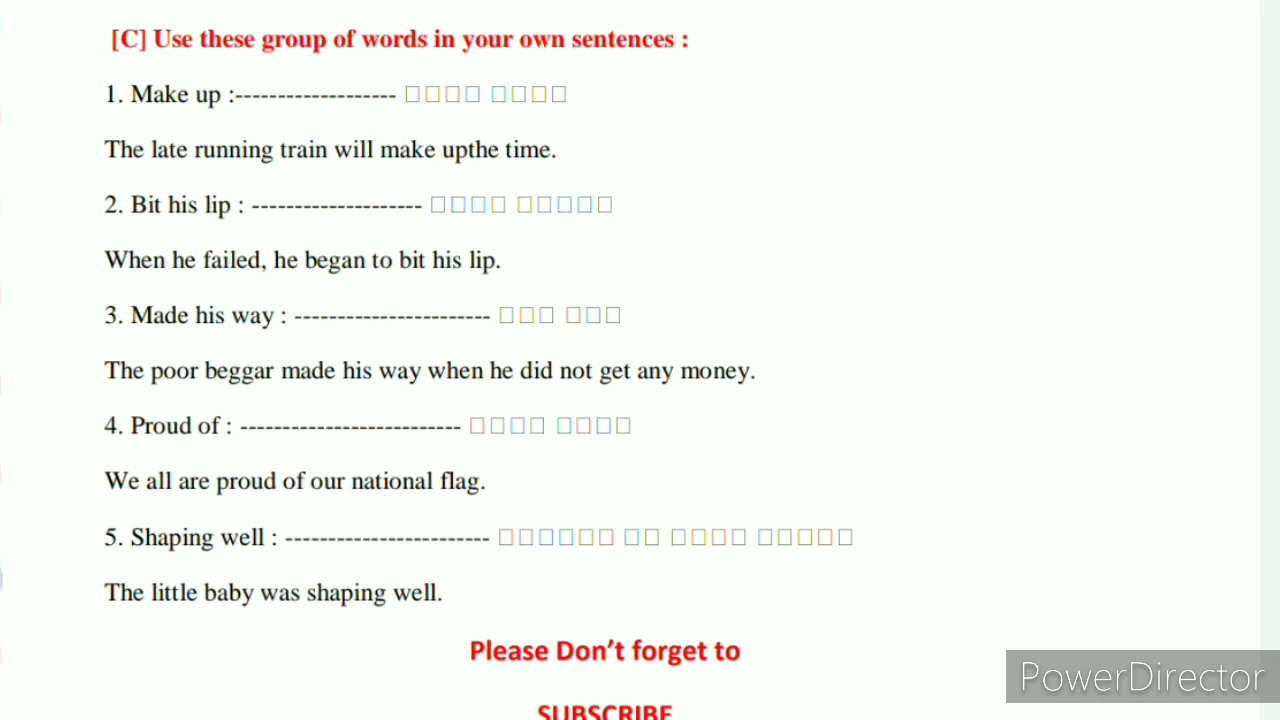 [C] Use these group of words in your own sentences :
1. Make up :-------------------
The late running train will make upthe time.
2. Bit his lip : --------------------
When he failed, he began to bit his lip.
3. Made his way : -----------------------
The poor beggar made his way when he did not get any money.
4. Proud of : --------------------------
We all are proud of our national flag.
5. Shaping well : ------------------------
The little baby was shaping well.
Please Don’t forget to
SUBSCRIBE
PowerDirector